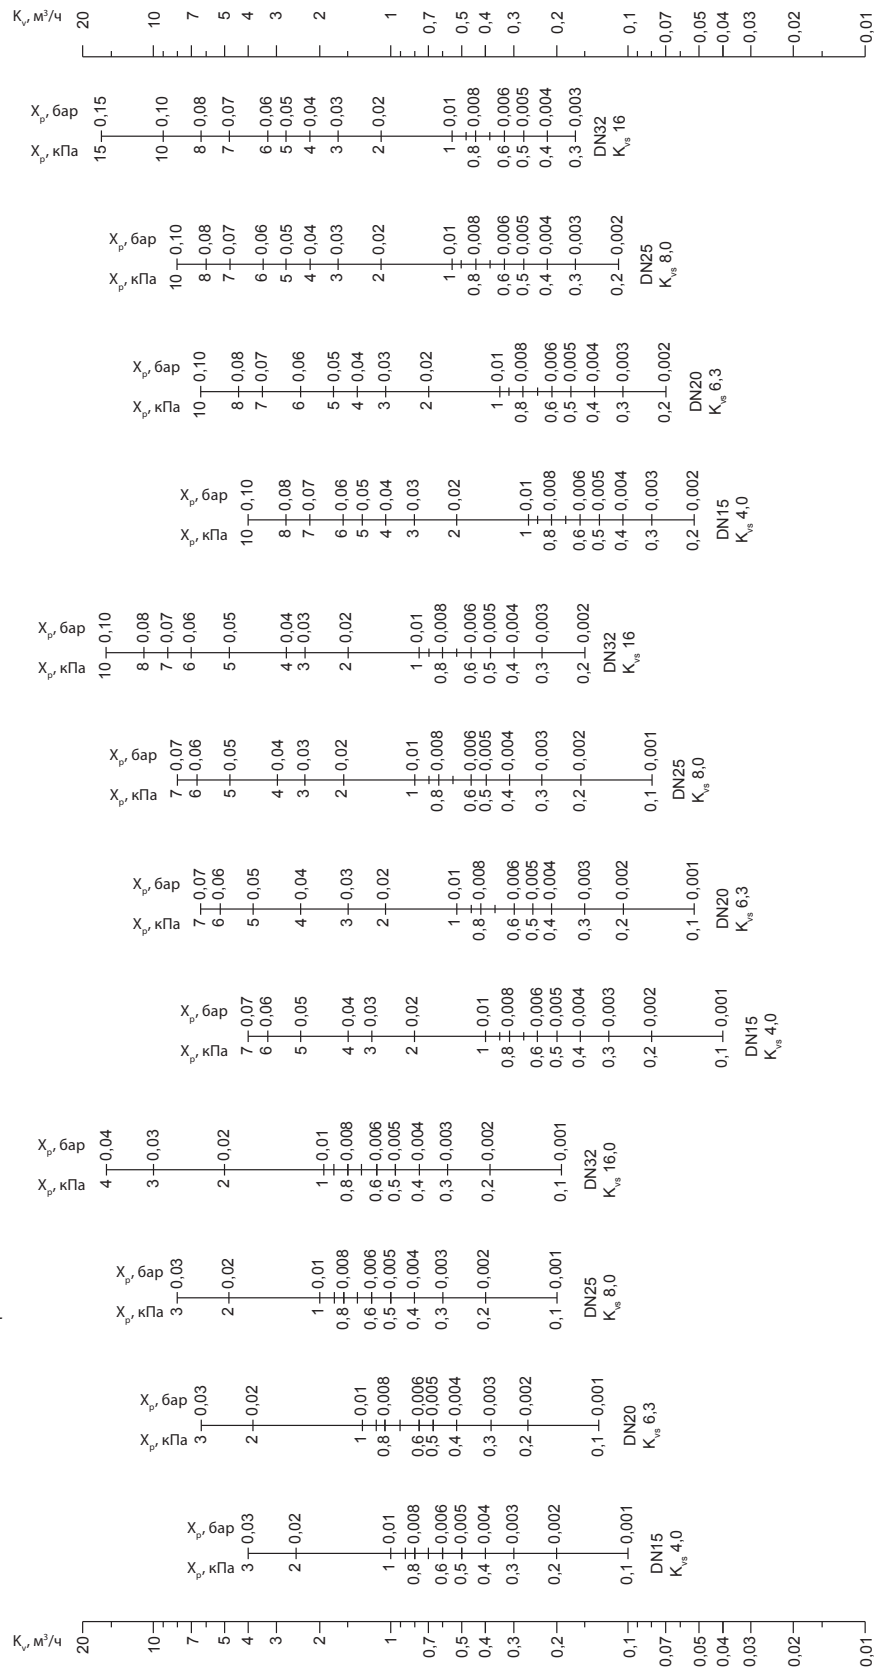 Kv, м³/ч 20 10 7 5 4 3 2 1 0,7 0,5 0,4 0,3 0,2 0,1 0,07 0,05 0,04 0,03 0,02 0,01
Xp, бар 0,15 0,10 0,08 0,07 0,06 0,05 0,04 0,03 0,02 0,01 0,008 0,006 0,005 0,004 0,003
Xp, кПа 15 10 8 7 6 5 4 3 2 1 0,8 0,6 0,5 0,4 0,3
DN32
Kvs 16
Xp, бар 0,10 0,08 0,07 0,06 0,05 0,04 0,03 0,02 0,01 0,008 0,006 0,005 0,004 0,003 0,002
Xp, кПа 10 8 7 6 5 4 3 2 1 0,8 0,6 0,5 0,4 0,3 0,2
DN25
Kvs 8,0
Xp, бар 0,10 0,08 0,07 0,06 0,05 0,04 0,03 0,02 0,01 0,008 0,006 0,005 0,004 0,003 0,002
Xp, кПа 10 8 7 6 5 4 3 2 1 0,8 0,6 0,5 0,4 0,3 0,2
DN20
Kvs 6,3
Xp, бар 0,10 0,08 0,07 0,06 0,05 0,04 0,03 0,02 0,01 0,008 0,006 0,005 0,004 0,003 0,002
Xp, кПа 10 8 7 6 5 4 3 2 1 0,8 0,6 0,5 0,4 0,3 0,2
DN15
Kvs 4,0
Xp, бар 0,10 0,08 0,07 0,06 0,05 0,04 0,03 0,02 0,01 0,008 0,006 0,005 0,004 0,003 0,002
Xp, кПа 10 8 7 6 5 4 3 2 1 0,8 0,6 0,5 0,4 0,3 0,2
DN32
Kvs 16
Xp, бар 0,07 0,06 0,05 0,04 0,03 0,02 0,01 0,008 0,006 0,005 0,004 0,003 0,002 0,001
Xp, кПа 7 6 5 4 3 2 1 0,8 0,6 0,5 0,4 0,3 0,2 0,1
DN25
Kvs 8,0
Xp, бар 0,07 0,06 0,05 0,04 0,03 0,02 0,01 0,008 0,006 0,005 0,004 0,003 0,002 0,001
Xp, кПа 7 6 5 4 3 2 1 0,8 0,6 0,5 0,4 0,3 0,2 0,1
DN20
Kvs 6,3
Xp, бар 0,07 0,06 0,05 0,04 0,03 0,02 0,01 0,008 0,006 0,005 0,004 0,003 0,002 0,001
Xp, кПа 7 6 5 4 3 2 1 0,8 0,6 0,5 0,4 0,3 0,2 0,1
DN15
Kvs 4,0
Xp, бар 0,04 0,03 0,02 0,01 0,008 0,006 0,005 0,004 0,003 0,002 0,001
Xp, кПа 4 3 2 1 0,8 0,6 0,5 0,4 0,3 0,2 0,1
DN32
Kvs 16,0
Xp, бар 0,03 0,02 0,01 0,008 0,006 0,005 0,004 0,003 0,002 0,001
Xp, кПа 3 2 1 0,8 0,6 0,5 0,4 0,3 0,2 0,1
DN25
Kvs 8,0
Xp, бар 0,03 0,02 0,01 0,008 0,006 0,005 0,004 0,003 0,002 0,001
Xp, кПа 3 2 1 0,8 0,6 0,5 0,4 0,3 0,2 0,1
DN20
Kvs 6,3
Xp, бар 0,03 0,02 0,01 0,008 0,006 0,005 0,004 0,003 0,002 0,001
Xp, кПа 3 2 1 0,8 0,6 0,5 0,4 0,3 0,2 0,1
DN15
Kvs 4,0
Kv, м³/ч 20 10 7 5 4 3 2 1 0,7 0,5 0,4 0,3 0,2 0,1 0,07 0,05 0,04 0,03 0,02 0,01